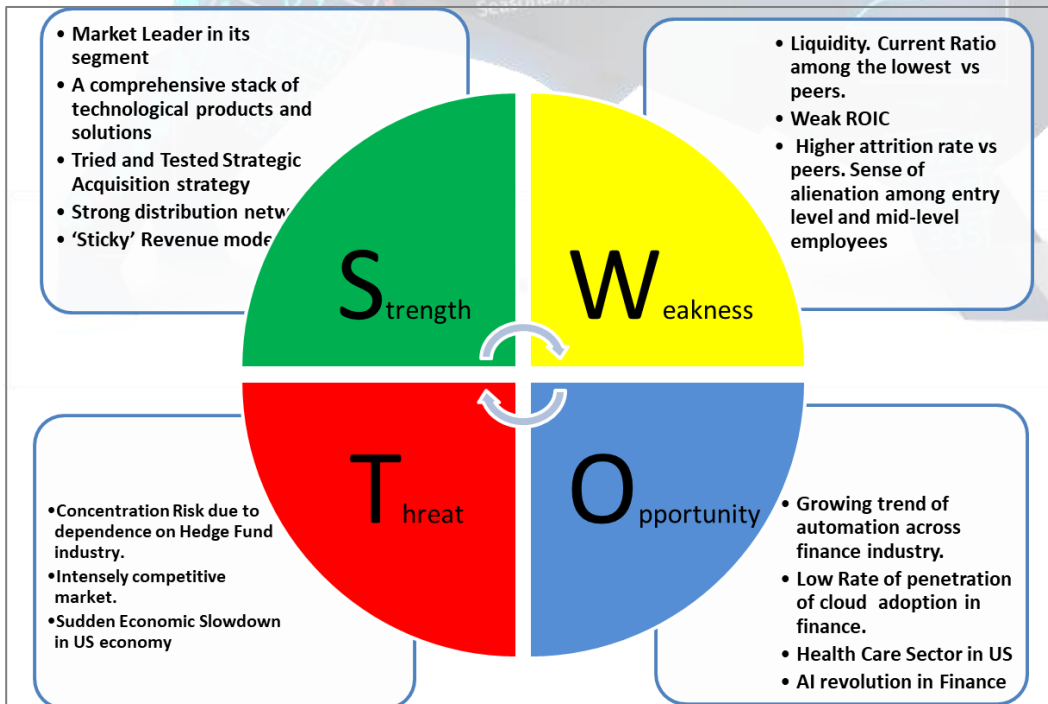 • Market Leader in its
segment
• A comprehensive stack of
technological products and
solutions
• Tried and Tested Strategic
Acquisition strategy
• Strong distribution netw
• ‘Sticky’ Revenue mode
• Liquidity. Current Ratio
among the lowest vs
peers.
• Weak ROIC
• Higher attrition rate vs
peers. Sense of
alienation among entry
level and mid-level
employees
Strength
Weakness
Threat
Opportunity
•Concentration Risk due to
dependence on Hedge Fund
industry.
•Intensely competitive
market.
•Sudden Economic Slowdown
in US economy
• Growing trend of
automation across
finance industry.
• Low Rate of penetration
of cloud adoption in
finance.
• Health Care Sector in US
• AI revolution in Finance